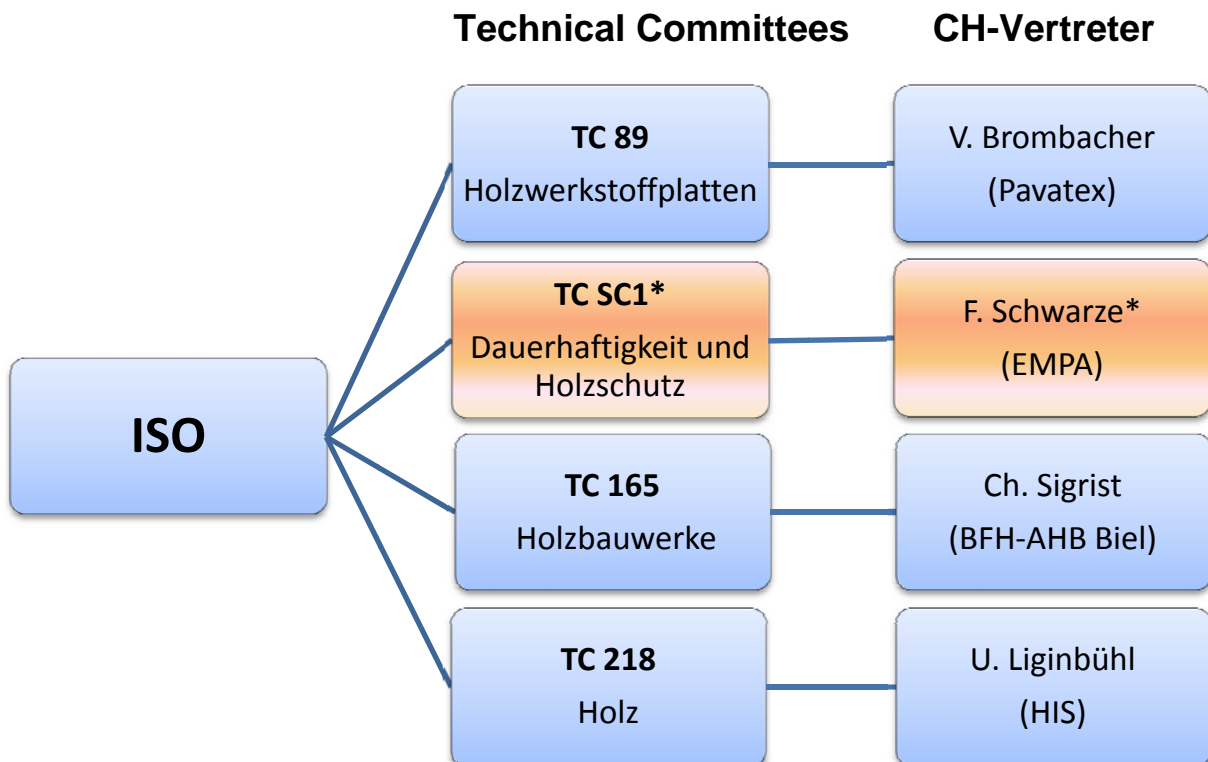 Technical Committees
CH-Vertreter
ISO
TC 89
Holzwerkstoffplatten
V. Brombacher
(Pavatex)
TC SC1*
Dauerhaftigkeit und
Holzschutz
F. Schwarze*
(EMPA)
TC 165
Holzbauwerke
Ch. Sigrist
(BFH-AHB Biel)
TC 218
Holz
U. Liginbühl
(HIS)